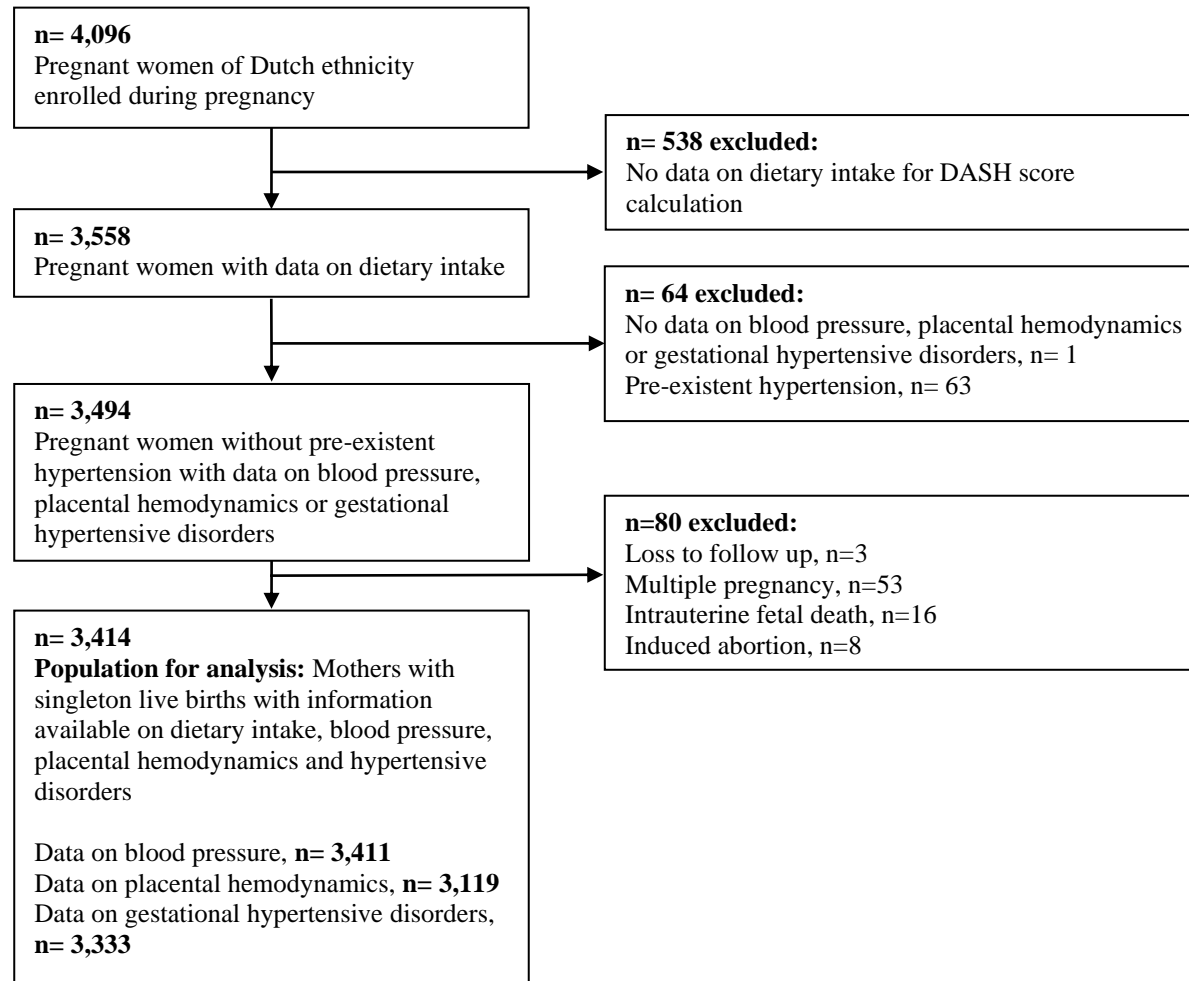 n= 4,096
Pregnant women of Dutch ethnicity
enrolled during pregnancy
n= 538 excluded:
No data on dietary intake for DASH score
calculation
n= 3,558
Pregnant women with data on dietary intake
n= 64 excluded:
No data on blood pressure, placental hemodynamics
or gestational hypertensive disorders, n= 1
Pre-existent hypertension, n= 63
n= 3,494
Pregnant women without pre-existent
hypertension with data on blood pressure,
placental hemodynamics or gestational
hypertensive disorders
n=80 excluded:
Loss to follow up, n=3
Multiple pregnancy, n=53
Intrauterine fetal death, n=16
Induced abortion, n=8
n= 3,414
Population for analysis: Mothers with
singleton live births with information
available on dietary intake, blood pressure,
placental hemodynamics and hypertensive
disorders
Data on blood pressure, n= 3,411
Data on placental hemodynamics, n= 3,119
Data on gestational hypertensive disorders,
n= 3,333